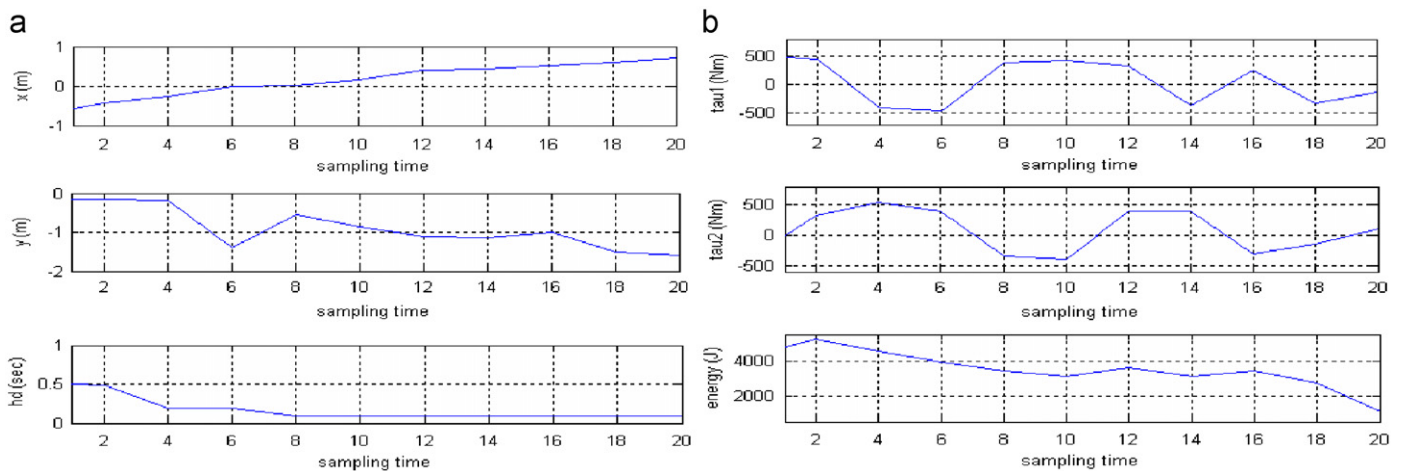 a
x (m)
1
0
-1
2 4 6 8 10 12 14 16 18 20
sampling time
y (m)
0
-1
-2
2 4 6 8 10 12 14 16 18 20
sampling time
hd (sec)
1
0.5
0
2 4 6 8 10 12 14 16 18 20
sampling time
b
tau1 (Nm)
500
0
-500
2 4 6 8 10 12 14 16 18 20
sampling time
tau2 (Nm)
500
0
-500
2 4 6 8 10 12 14 16 18 20
sampling time
energy (J)
4000
2000
2 4 6 8 10 12 14 16 18 20
sampling time